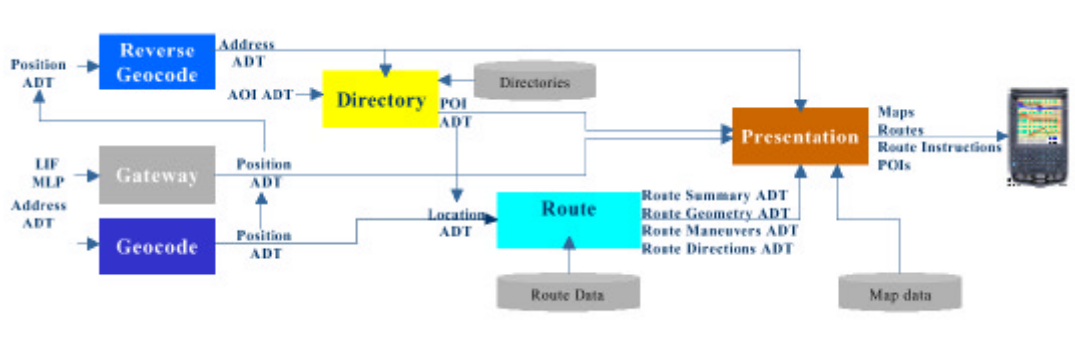 Reverse
Geocode
Address
ADT
Position
ADT
Directories
AOI ADT
Directory
POI
ADT
Presentation
Maps
Routes
Route Instructions
POIs
LIF
MLP
Gateway
Position
ADT
Address
ADT
Geocode
Position
ADT
Location
ADT
Route
Route Summary ADT
Route Geometry ADT
Route Maneuvers ADT
Route Directions ADT
Route Data
Map data